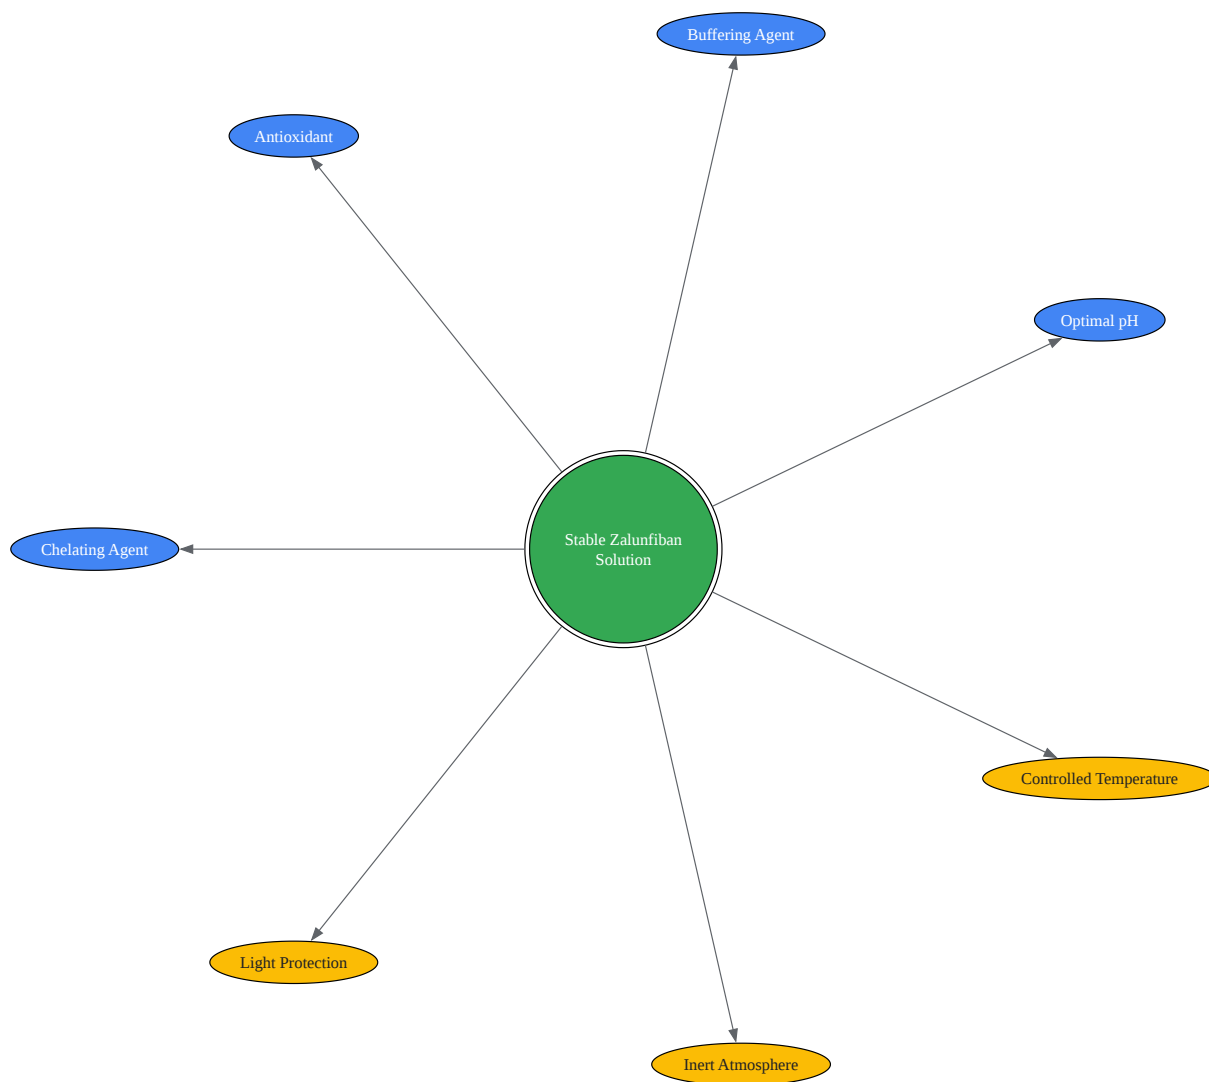 Buffering Agent
Antioxidant
Optimal pH
Stable Zalunfiban
Solution
Chelating Agent
Controlled Temperature
Light Protection
Inert Atmosphere